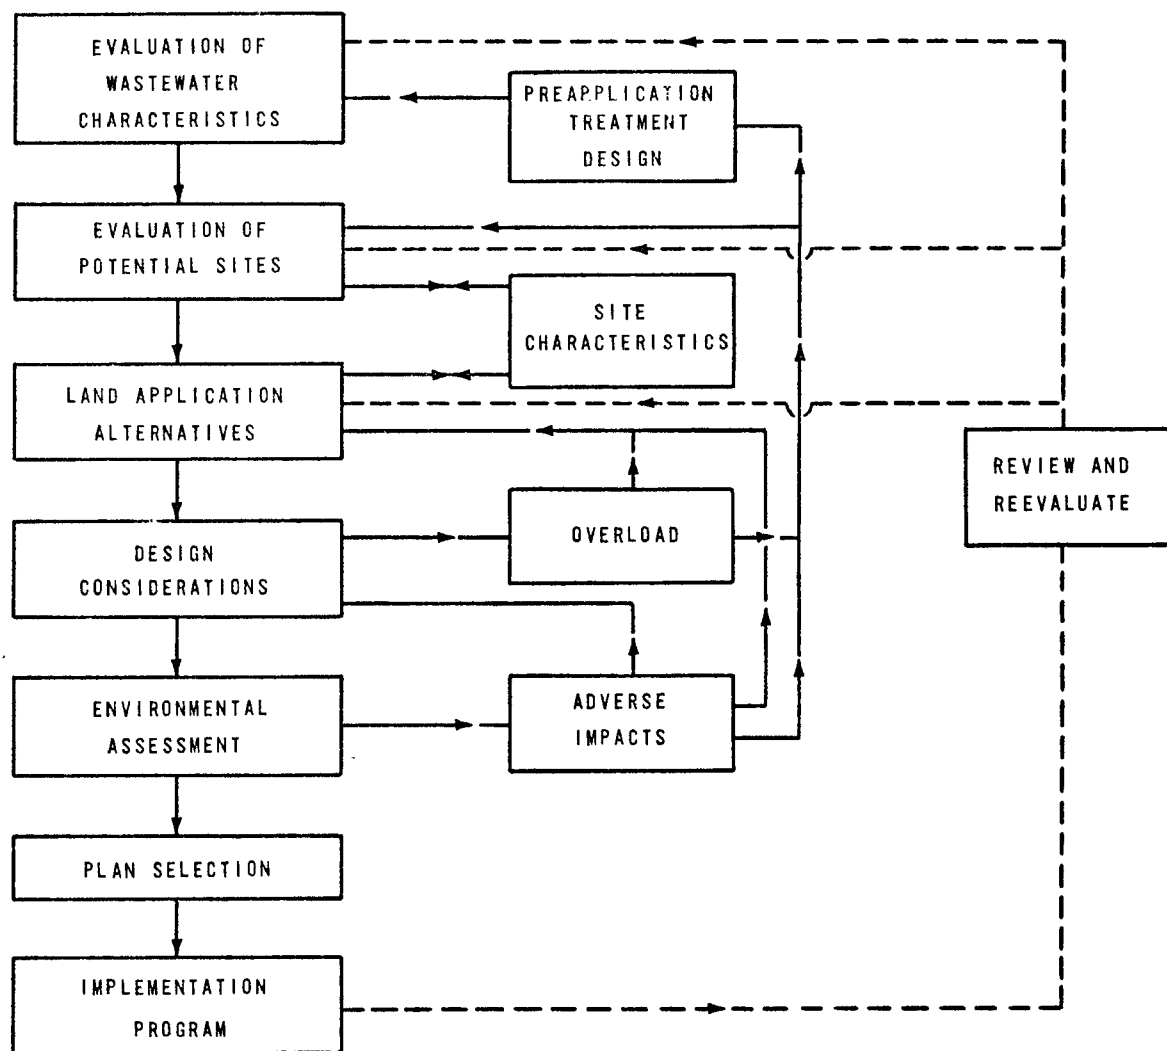 EVALUATION OF
WASTEWATER
CHARACTERISTICS
PREAPPLICATION
TREATMENT
DESIGN
EVALUATION OF
POTENTIAL SITES
SITE
CHARACTERISTICS
LAND APPLICATION
ALTERNATIVES
REVIEW AND
REEVALUATE
DESIGN
CONSIDERATIONS
OVERLOAD
ENVIRONMENTAL
ASSESSMENT
ADVERSE
IMPACTS
PLAN SELECTION
IMPLEMENTATION
PROGRAM